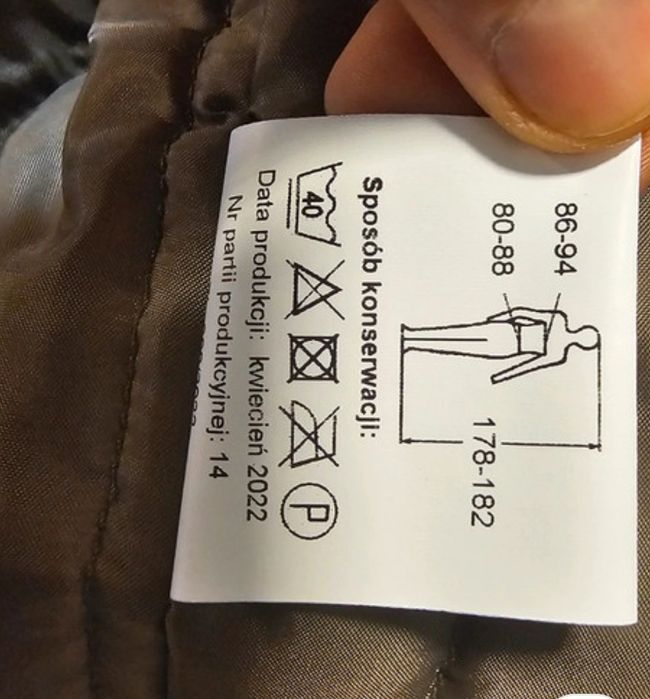 86-94
80-88
178-182
Sposób konserwacji:
40 P
Data produkcji: kwiecień 2022
Nr partii produkcyjnej: 14